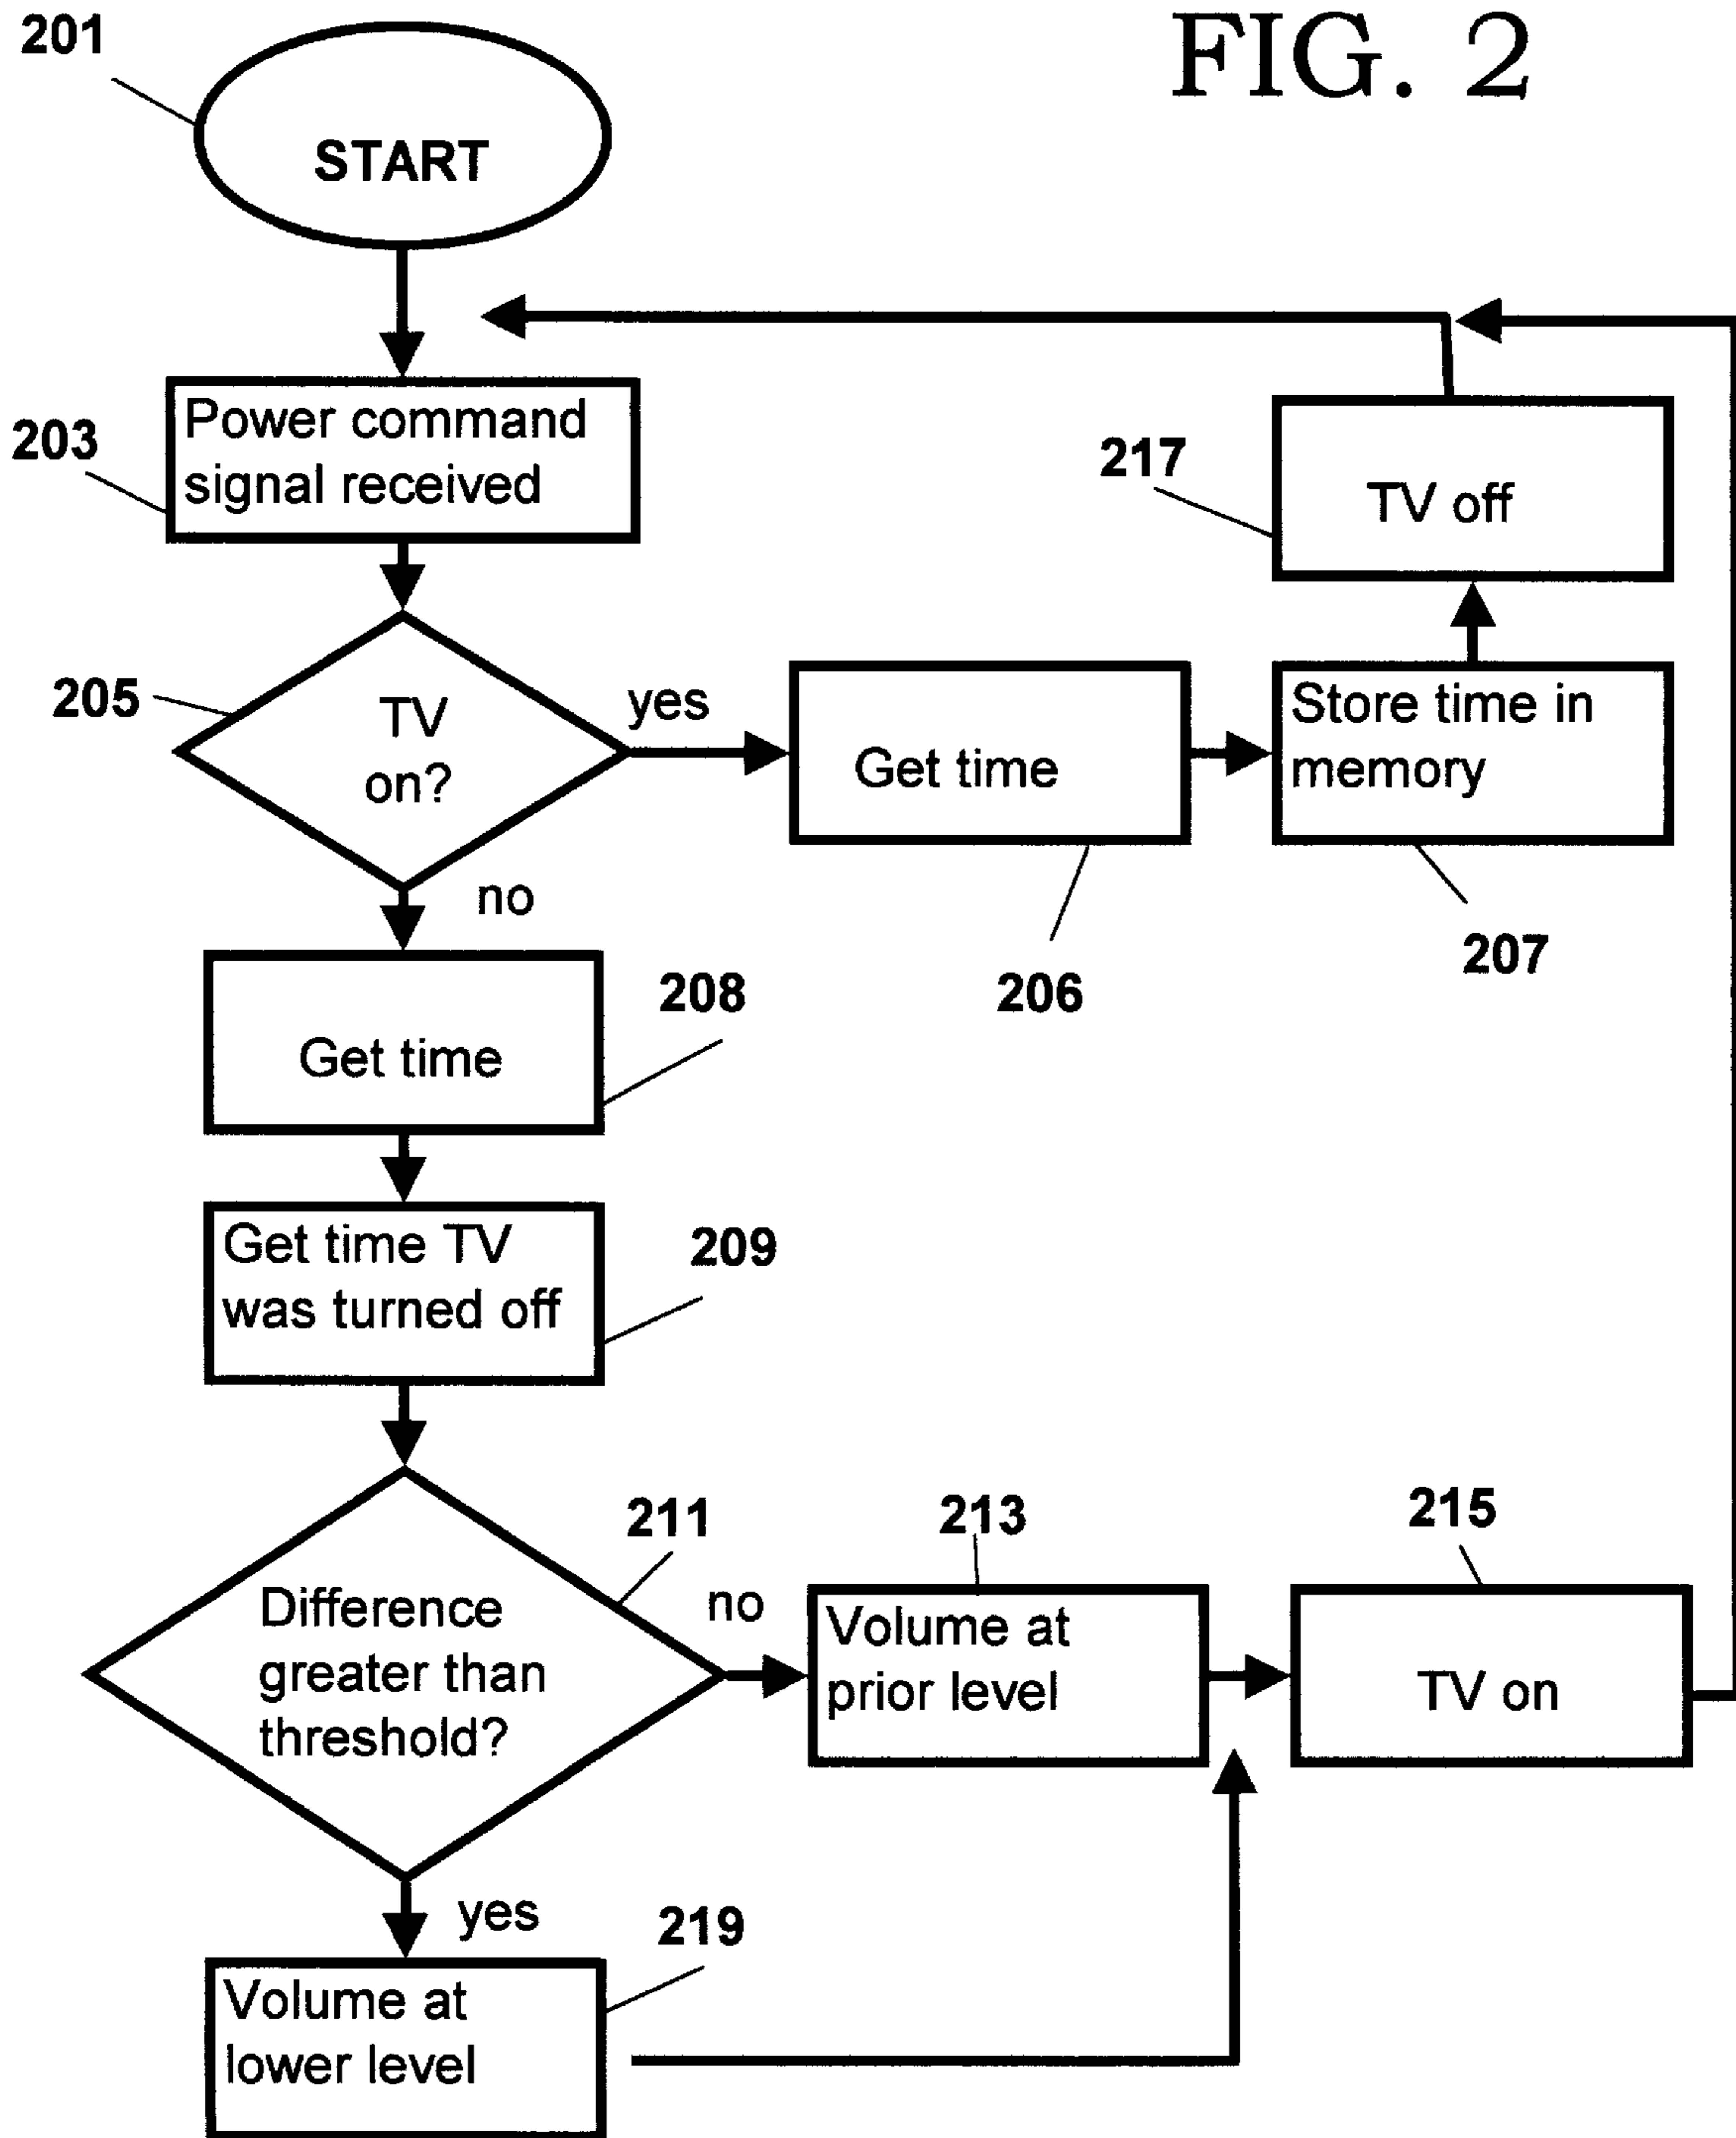 FIG. 2
201
START
203
Power command
signal received
217
TV off
205
TV
on?
yes
Get time
206
Store time in
memory
207
no
208
Get time
209
Get time TV
was turned off
211
Difference
greater than
threshold?
no
213
Volume at
prior level
215
TV on
yes
219
Volume at
lower level